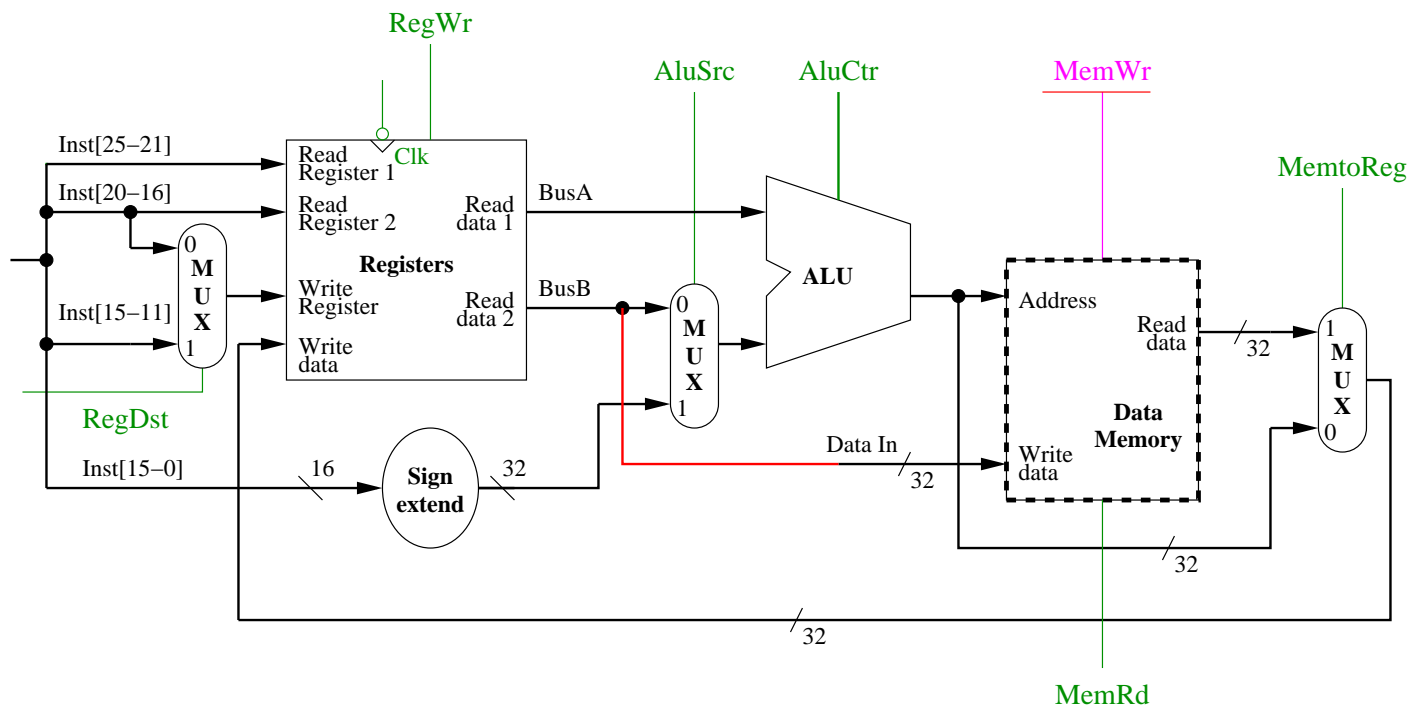 RegWr
AluSrc
AluCtr
MemWr
MemtoReg
Inst[25–21]
Clk
Read
Register 1
Inst[20–16]
Read
Register 2
Read
data 1
BusA
0
M
U
X
1
Registers
Write
Register
Read
data 2
BusB
Inst[15–11]
Write
data
0
M
U
X
1
ALU
Address
Read
data
32
1
M
U
X
0
RegDst
Data
Memory
Data In
32
Write
data
Inst[15–0]
16
Sign
extend
32
32
32
MemRd